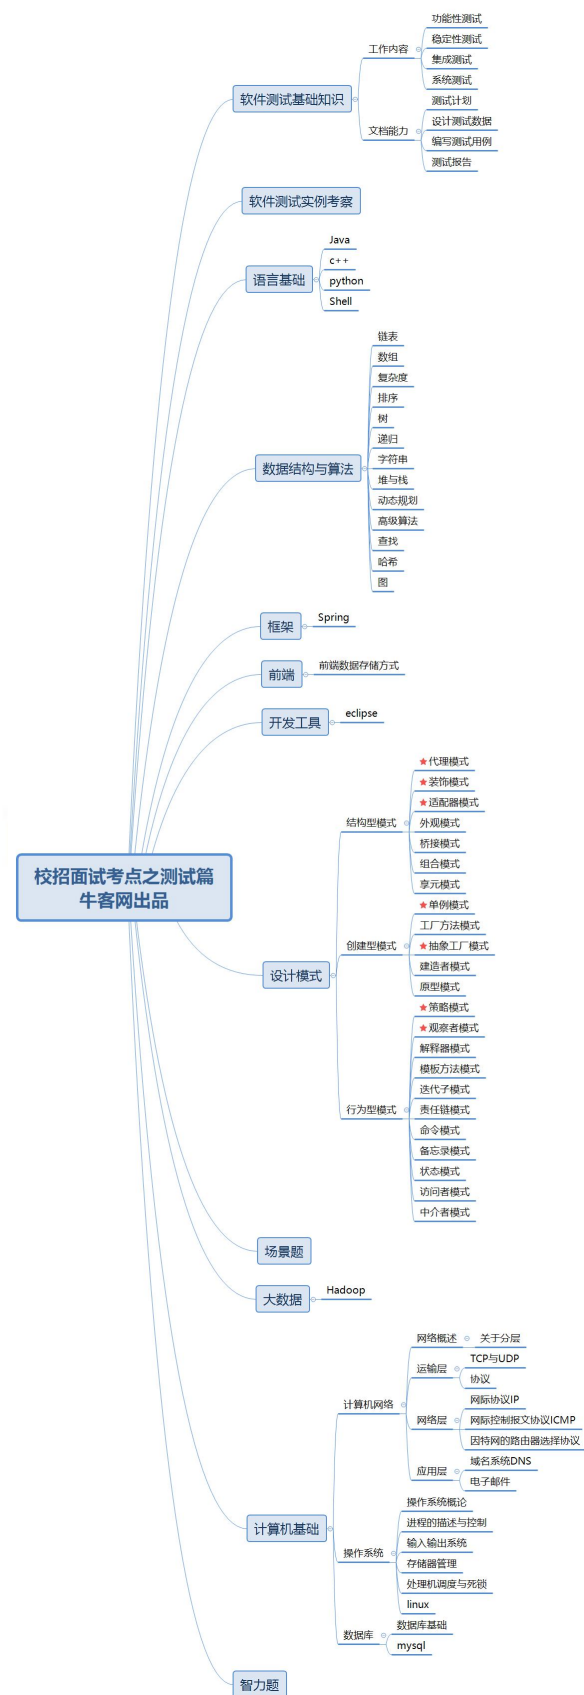 校招面试考点之测试篇
牛客网出品
软件测试基础知识
工作内容
功能性测试
稳定性测试
集成测试
系统测试
文档能力
测试计划
设计测试数据
编写测试用例
测试报告
软件测试实例考察
语言基础
Java
c++
python
Shell
数据结构与算法
链表
数组
复杂度
排序
树
递归
字符串
堆与栈
动态规划
高级算法
查找
哈希
图
框架
Spring
前端
前端数据存储方式
开发工具
eclipse
设计模式
结构型模式
代理模式
装饰模式
适配器模式
外观模式
桥接模式
组合模式
享元模式
创建型模式
单例模式
工厂方法模式
抽象工厂模式
建造者模式
原型模式
行为型模式
策略模式
观察者模式
解释器模式
模板方法模式
迭代子模式
责任链模式
命令模式
备忘录模式
状态模式
访问者模式
中介者模式
场景题
大数据
Hadoop
计算机基础
计算机网络
网络概述
关于分层
运输层
TCP与UDP
协议
网络层
网际协议IP
网际控制报文协议ICMP
因特网的路由器选择协议
应用层
域名系统DNS
电子邮件
操作系统
操作系统概论
进程的描述与控制
输入输出系统
存储器管理
处理机调度与死锁
linux
数据库
数据库基础
mysql
智力题